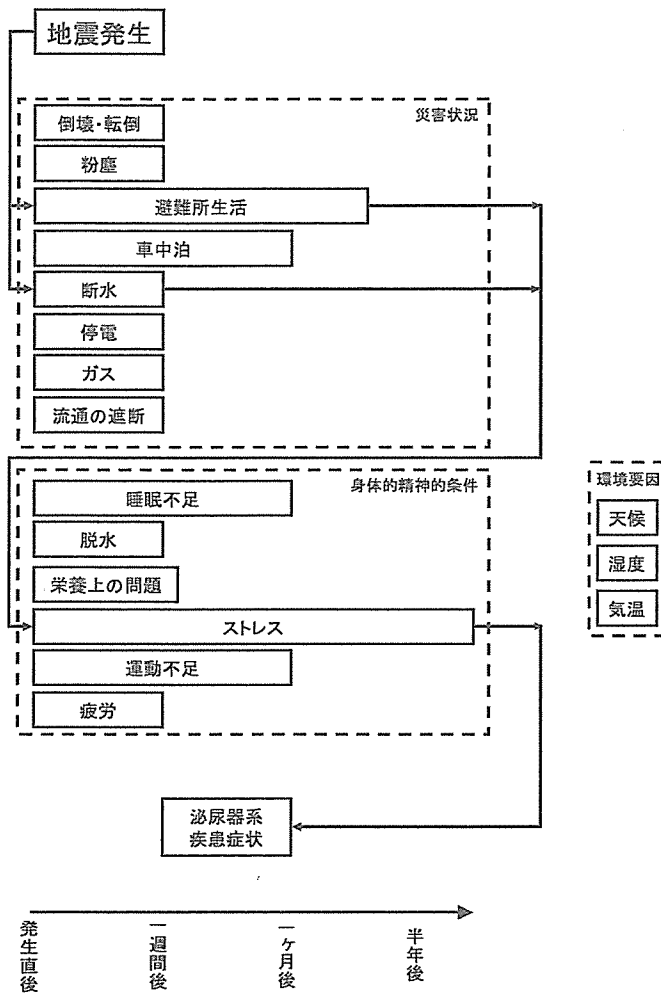 地震発生
災害状況
倒壊・転倒
粉塵
避難所生活
車中泊
断水
停電
ガス
流通の遮断
身体的精神的条件
睡眠不足
脱水
栄養上の問題
ストレス
運動不足
疲労
環境要因
天候
湿度
気温
泌尿器系
疾患症状
発生直後
一週間後
一ヶ月後
半年後